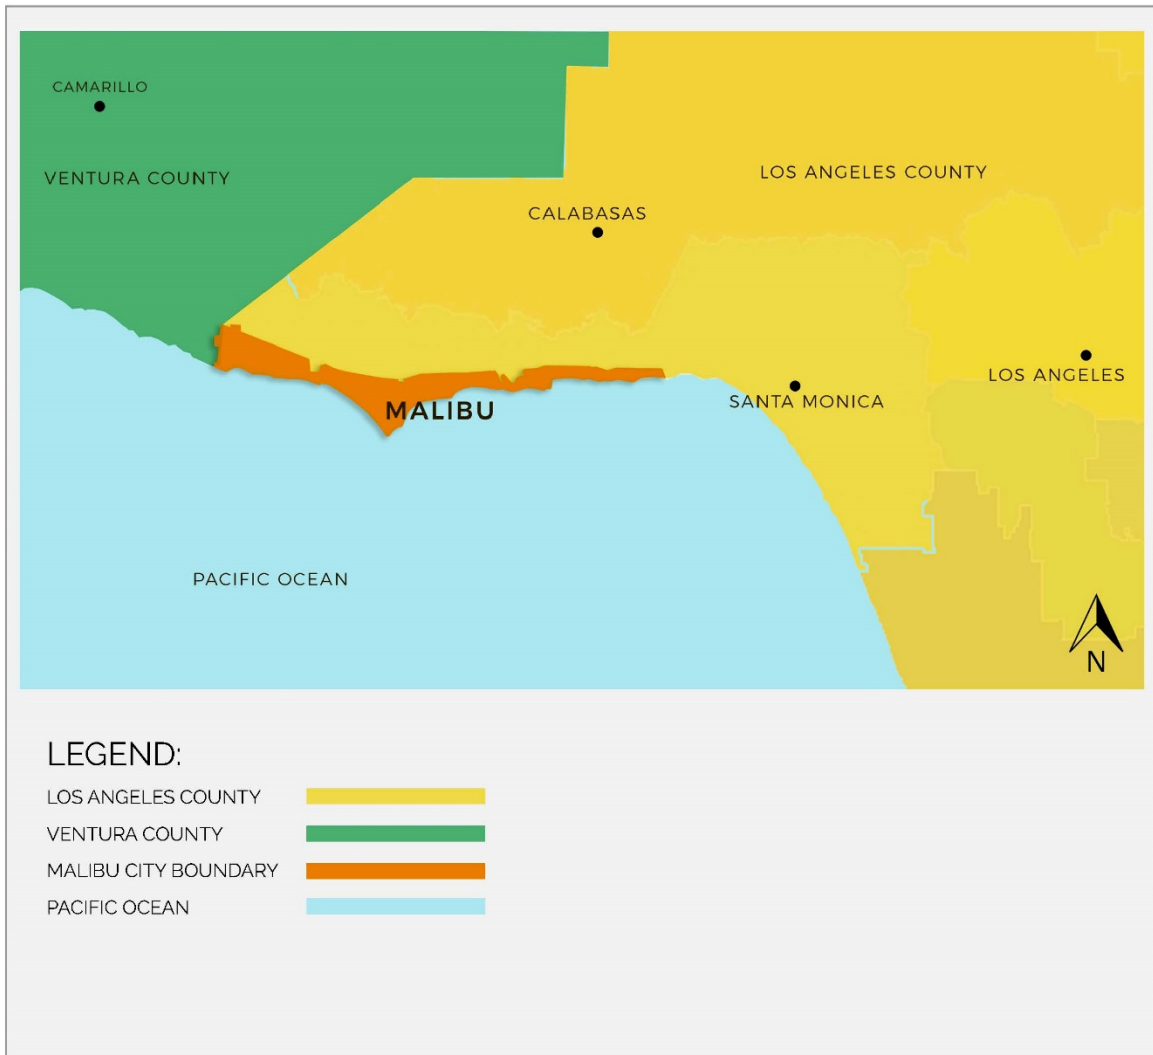 CAMARILLO
VENTURA COUNTY
LOS ANGELES COUNTY
CALABASAS
LOS ANGELES
SANTA MONICA
MALIBU
PACIFIC OCEAN
N
LEGEND:
LOS ANGELES COUNTY
VENTURA COUNTY
MALIBU CITY BOUNDARY
PACIFIC OCEAN